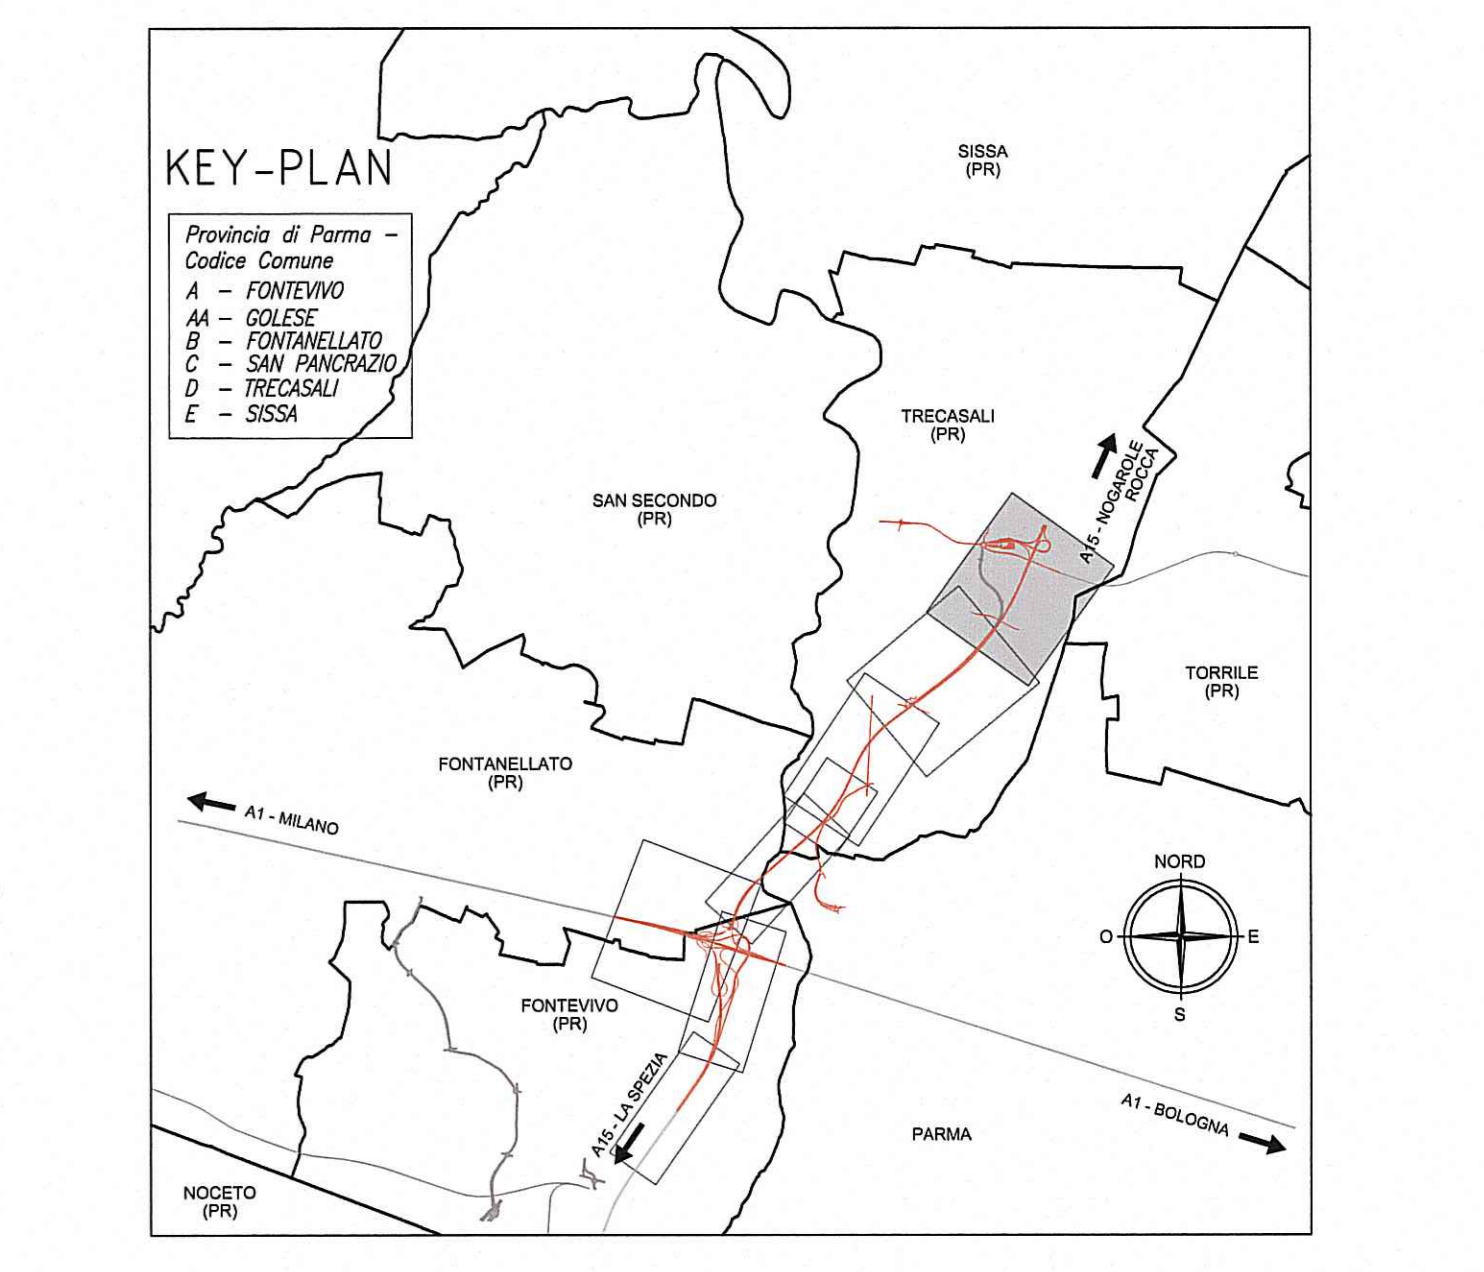 KEY-PLAN
Provincia di Parma -
Codice Comune
A - FONTEVIVO
AA - GOLESE
B - FONTANELLATO
C - SAN PANCRAZIO
D - TRECASALI
E - SISSA
SISSA
(PR)
TRECASALI
(PR)
A15 - NOGAROLE
ROCCA
SAN SECONDO
(PR)
TORRILE
(PR)
FONTANELLATO
(PR)
A1 - MILANO
NORD
O
E
S
FONTEVIVO
(PR)
A15 - LA SPEZIA
A1 - BOLOGNA
PARMA
NOCETO
(PR)